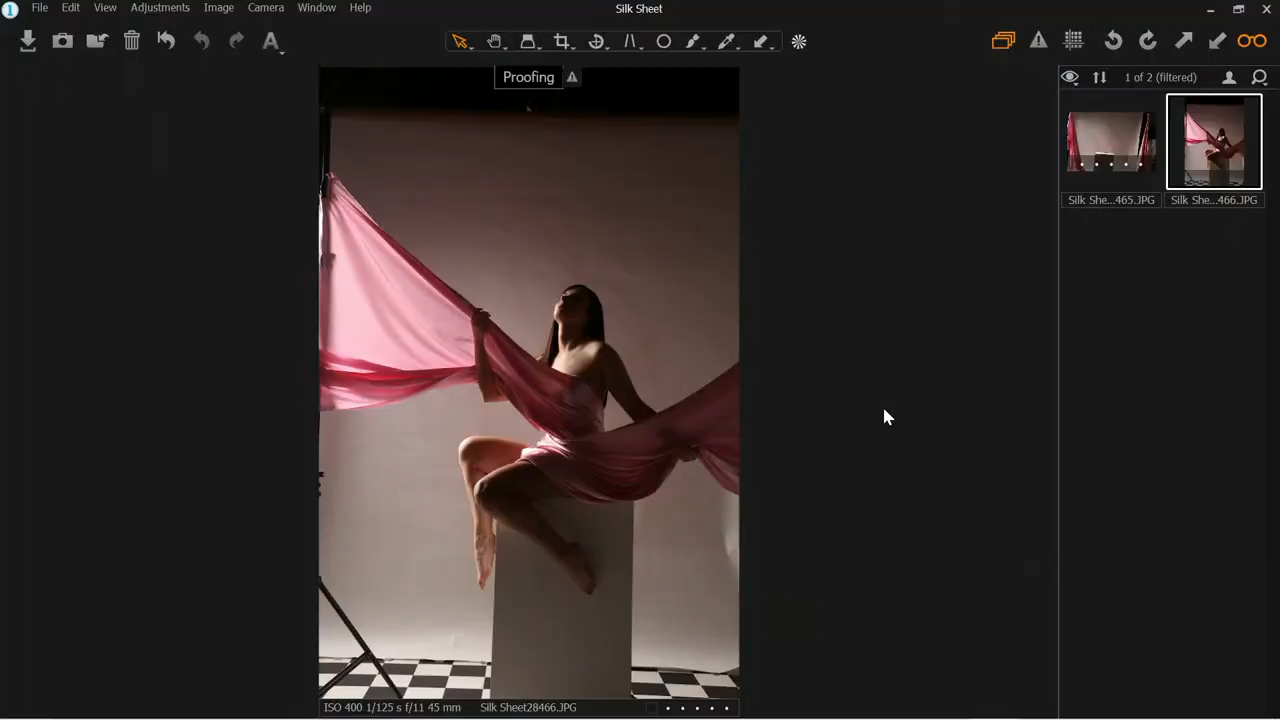 Silk Sheet
File Edit View Adjustments Image Camera Window Help
A
Proofing
1 of 2 (filtered)
Silk She...465.JPG Silk She...466.JPG
ISO 400 1/125 s f/11 45 mm Silk Sheet28466.JPG